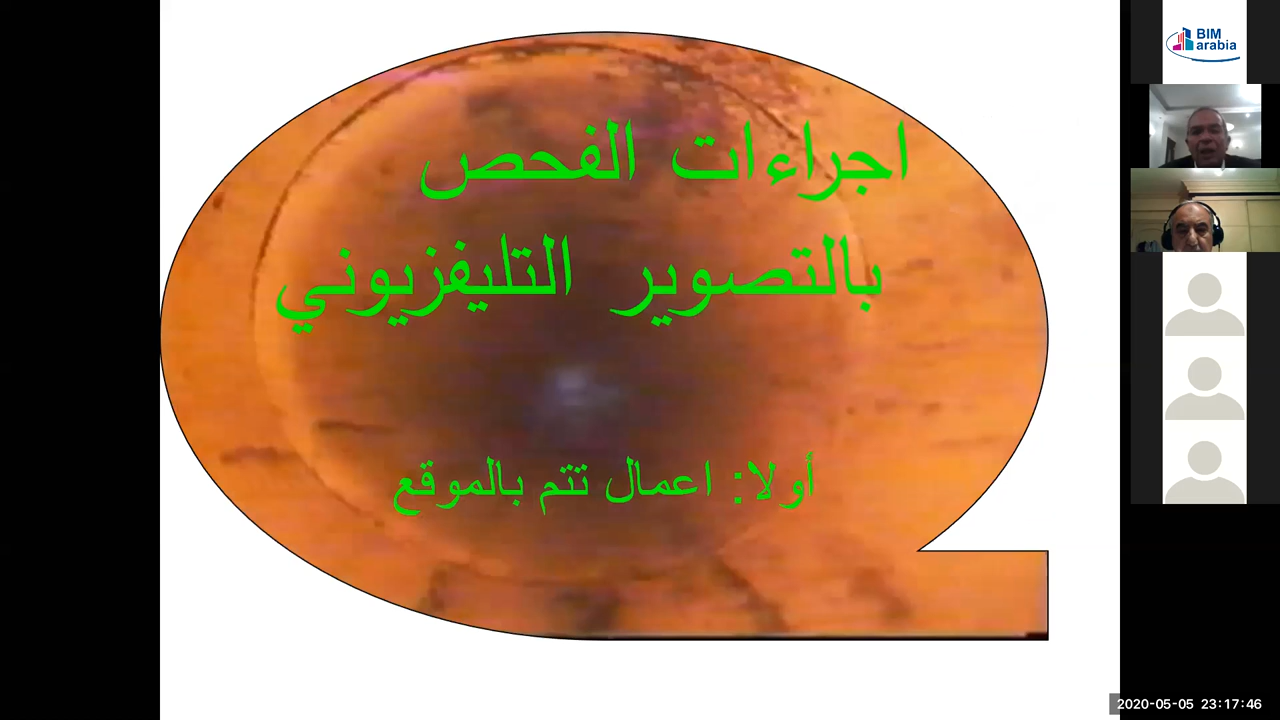 اجراءات الفحص
بالتصوير التليفزيوني
أولا: اعمال تتم بالموقع
BIM
arabia
2020-05-05 23:17:46